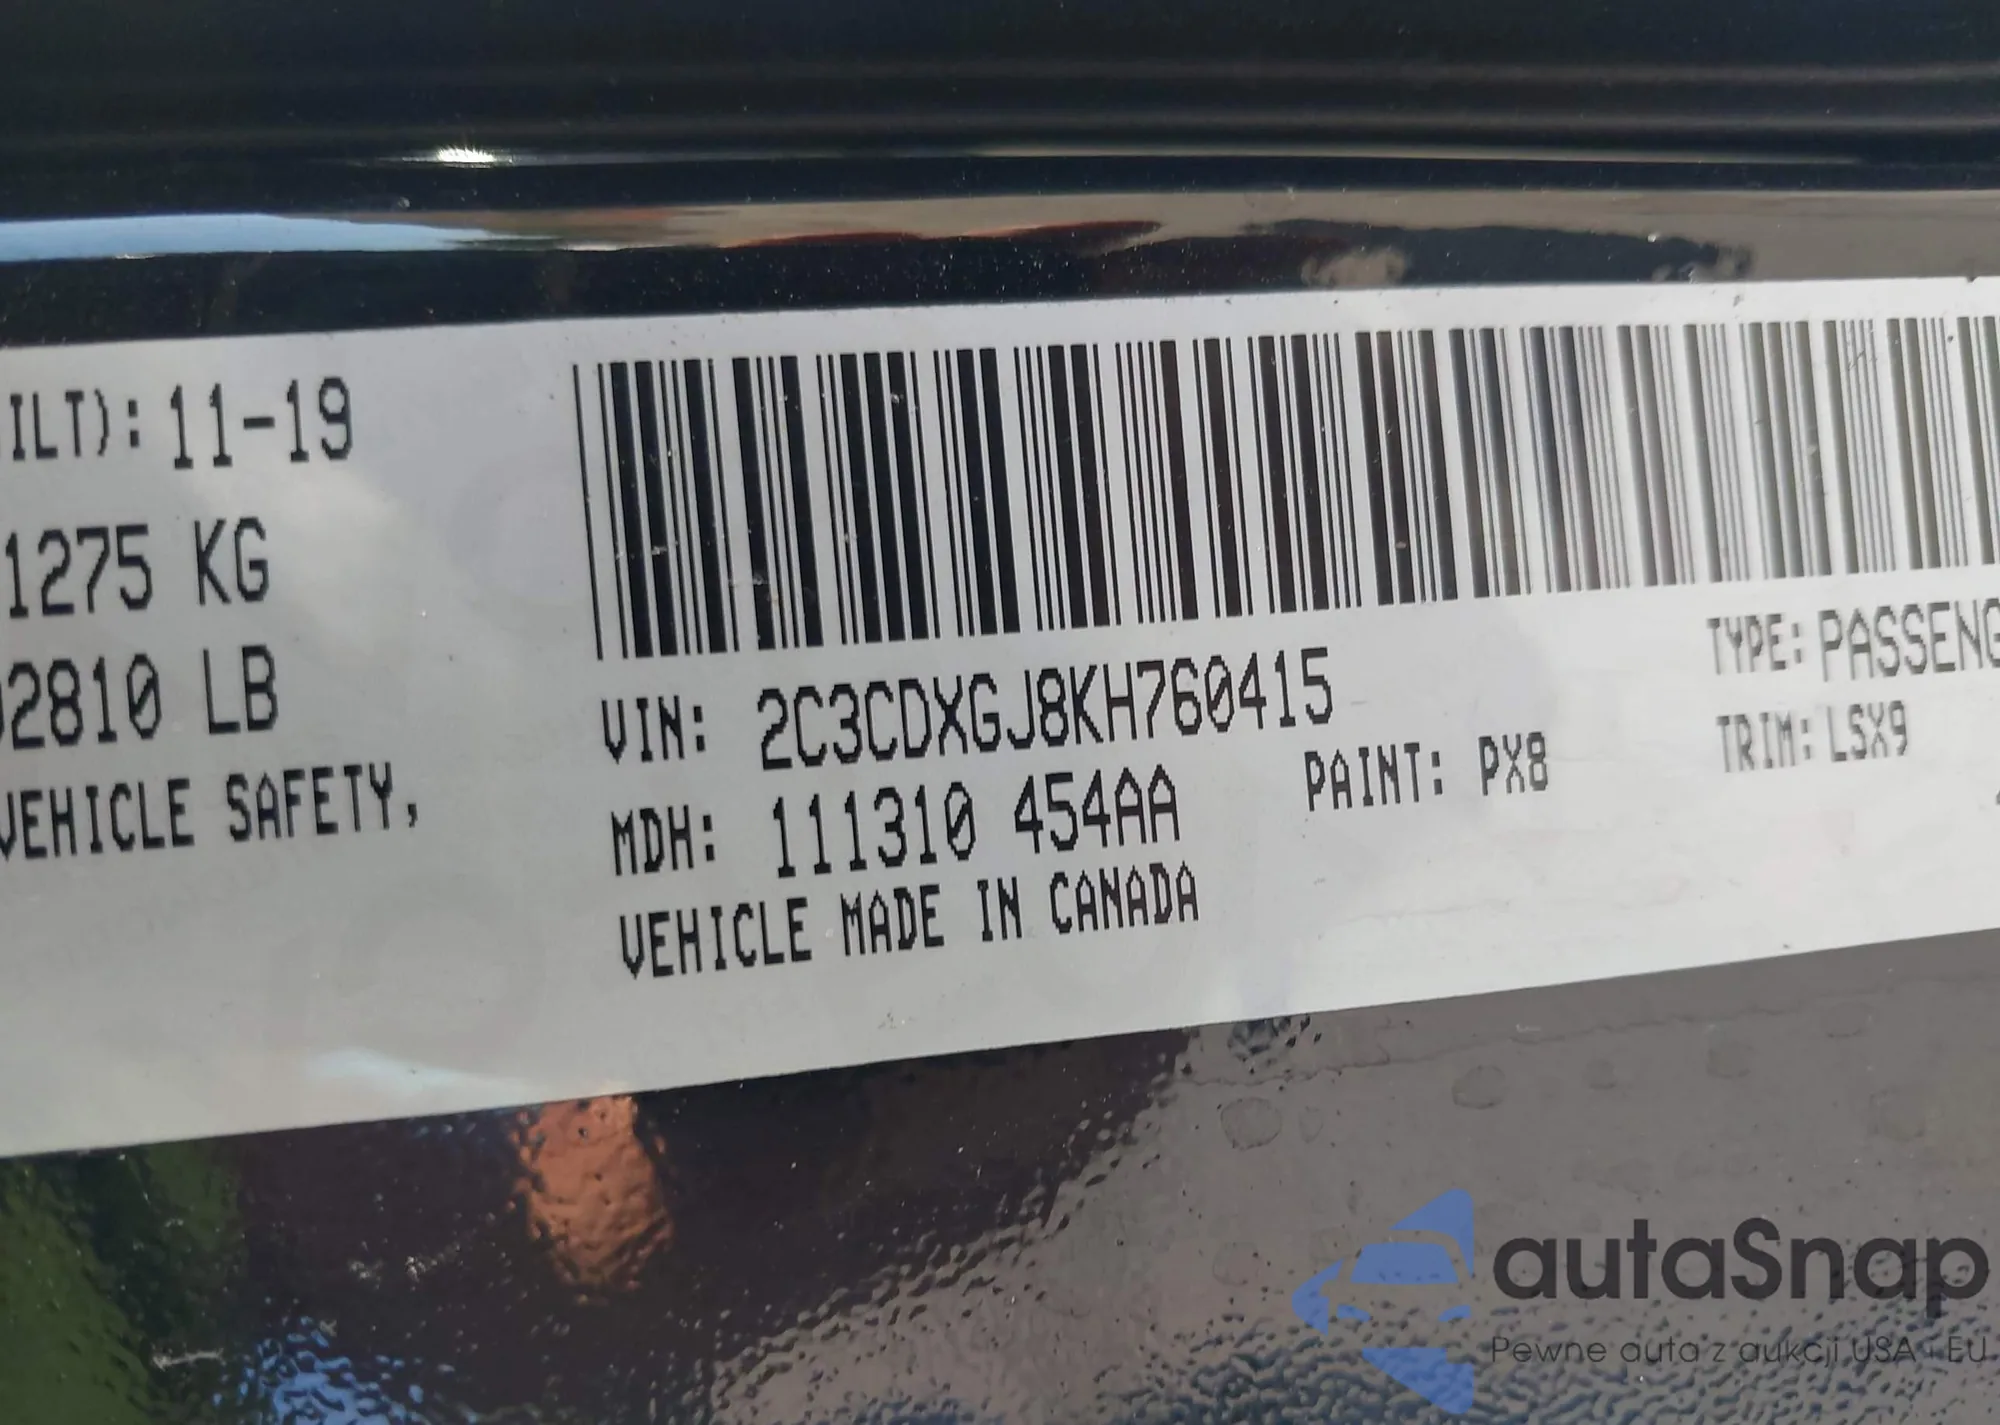 ILT): 11-19
1275 KG
2810 LB
VEHICLE SAFETY,
VIN: 2C3CDXGJ8KH760415
MDH: 111310 454AA
PAINT: PX8
VEHICLE MADE IN CANADA
TYPE: PASSENG
TRIM: LSX9
autaSnap
Pewne auta z aukcji USA i EU